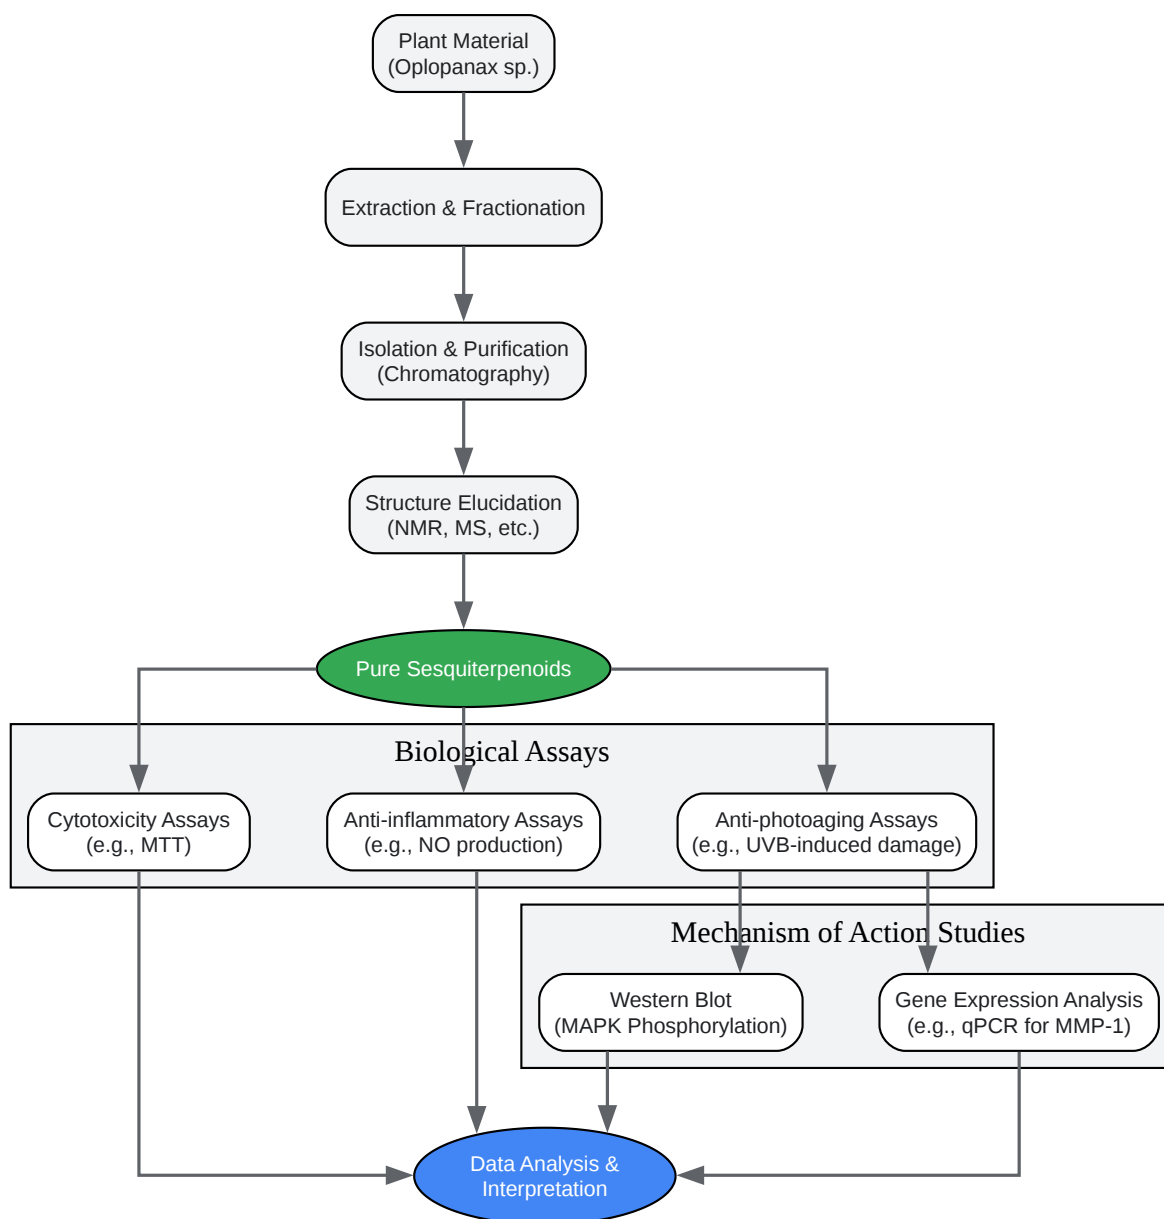 Plant Material
(Oplopanax sp.)
Extraction & Fractionation
Isolation & Purification
(Chromatography)
Structure Elucidation
(NMR, MS, etc.)
Pure Sesquiterpenoids
Biological Assays
Cytotoxicity Assays
(e.g., MTT)
Anti-inflammatory Assays
(e.g., NO production)
Anti-photoaging Assays
(e.g., UVB-induced damage)
Mechanism of Action Studies
Western Blot
(MAPK Phosphorylation)
Gene Expression Analysis
(e.g., qPCR for MMP-1)
Data Analysis &
Interpretation